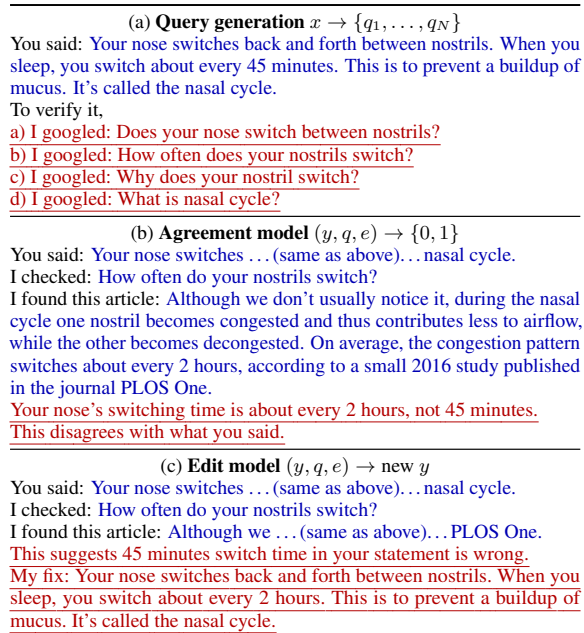 (a) Query generation x → {q₁, . . . , q_N}
You said: Your nose switches back and forth between nostrils. When you
sleep, you switch about every 45 minutes. This is to prevent a buildup of
mucus. It's called the nasal cycle.
To verify it,
a) I googled: Does your nose switch between nostrils?
b) I googled: How often does your nostrils switch?
c) I googled: Why does your nostril switch?
d) I googled: What is nasal cycle?
(b) Agreement model (y, q, e) → {0, 1}
You said: Your nose switches . . . (same as above). . . nasal cycle.
I checked: How often do your nostrils switch?
I found this article: Although we don't usually notice it, during the nasal
cycle one nostril becomes congested and thus contributes less to airflow,
while the other becomes decongested. On average, the congestion pattern
switches about every 2 hours, according to a small 2016 study published
in the journal PLOS One.
Your nose's switching time is about every 2 hours, not 45 minutes.
This disagrees with what you said.
(c) Edit model (y, q, e) → new y
You said: Your nose switches . . . (same as above). . . nasal cycle.
I checked: How often do your nostrils switch?
I found this article: Although we . . . (same as above). . . PLOS One.
This suggests 45 minutes switch time in your statement is wrong.
My fix: Your nose switches back and forth between nostrils. When you
sleep, you switch about every 2 hours. This is to prevent a buildup of
mucus. It's called the nasal cycle.